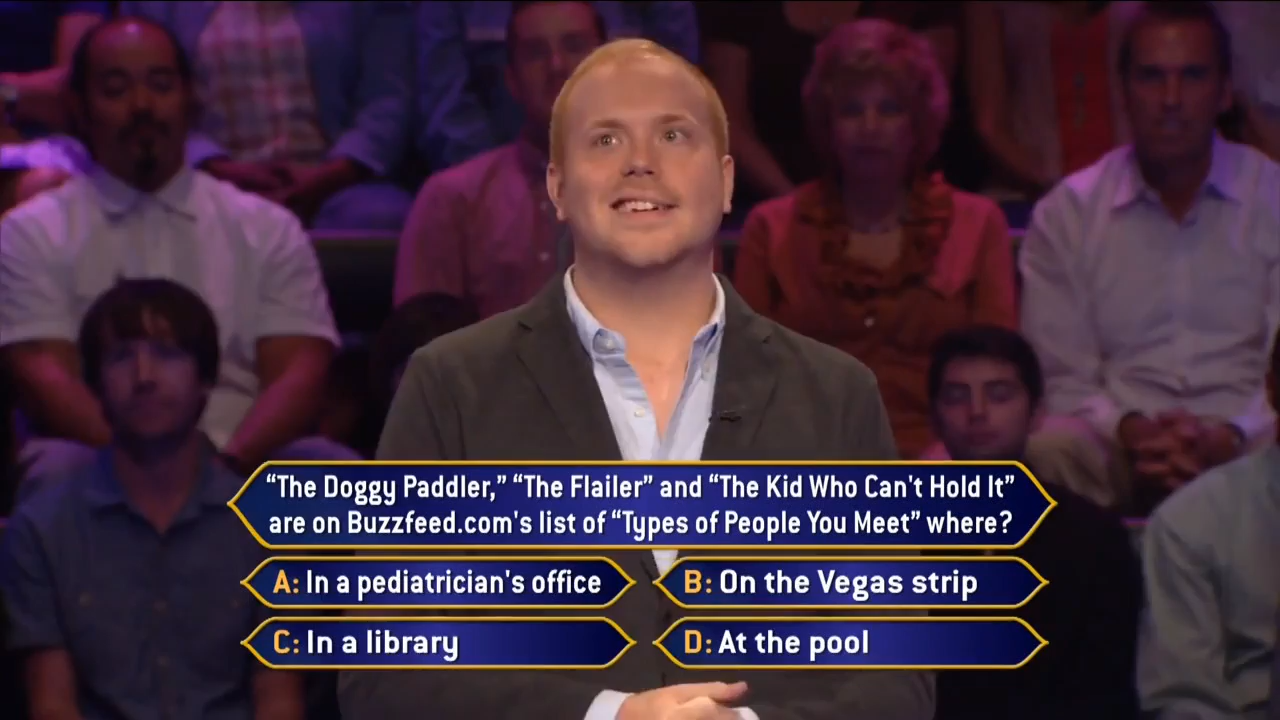 “The Doggy Paddler,” “The Flailer” and “The Kid Who Can't Hold It”
are on Buzzfeed.com's list of “Types of People You Meet” where?
A: In a pediatrician's office
B: On the Vegas strip
C: In a library
D: At the pool